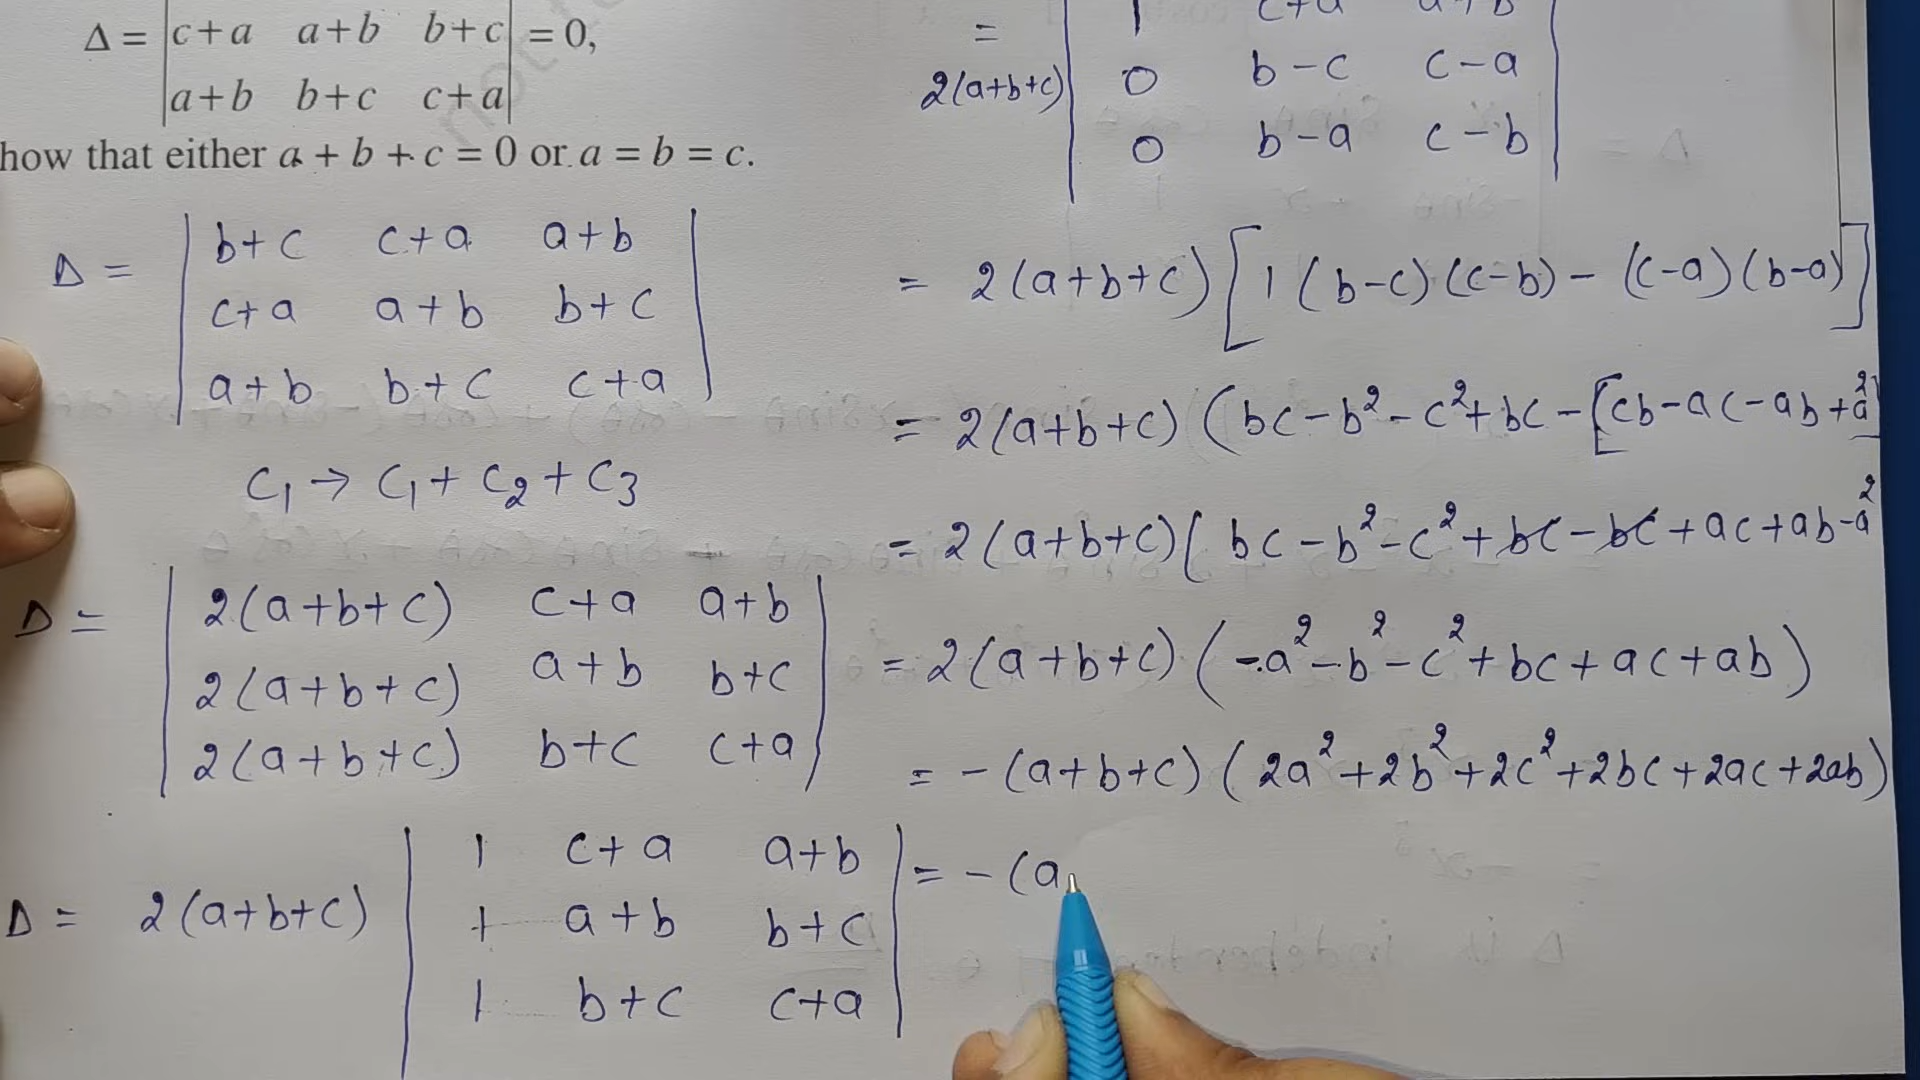 Δ = |c+a a+b b+c| = 0,
|a+b b+c c+a|
how that either a + b + c = 0 or a = b = c.
Δ = | b+c c+a a+b |
| c+a a+b b+c |
| a+b b+c c+a |
C₁ → C₁ + C₂ + C₃
Δ = | 2(a+b+c) c+a a+b |
| 2(a+b+c) a+b b+c |
| 2(a+b+c) b+c c+a |
Δ = 2(a+b+c) | 1 c+a a+b |
| 1 a+b b+c |
| 1 b+c c+a |
= 2(a+b+c) | 1 c+a a+b |
| 0 b-c c-a |
| 0 b-a c-b |
= 2(a+b+c) [1(b-c)(c-b) - (c-a)(b-a)]
= 2(a+b+c) (bc-b²-c²+bc-[cb-ac-ab+a²]
= 2(a+b+c)(bc-b²-c²+bc-bc+ac+ab-a²
= 2(a+b+c) (-a²-b²-c²+bc+ac+ab)
= -(a+b+c) (2a²+2b²+2c²+2bc+2ac+2ab)
= -(a